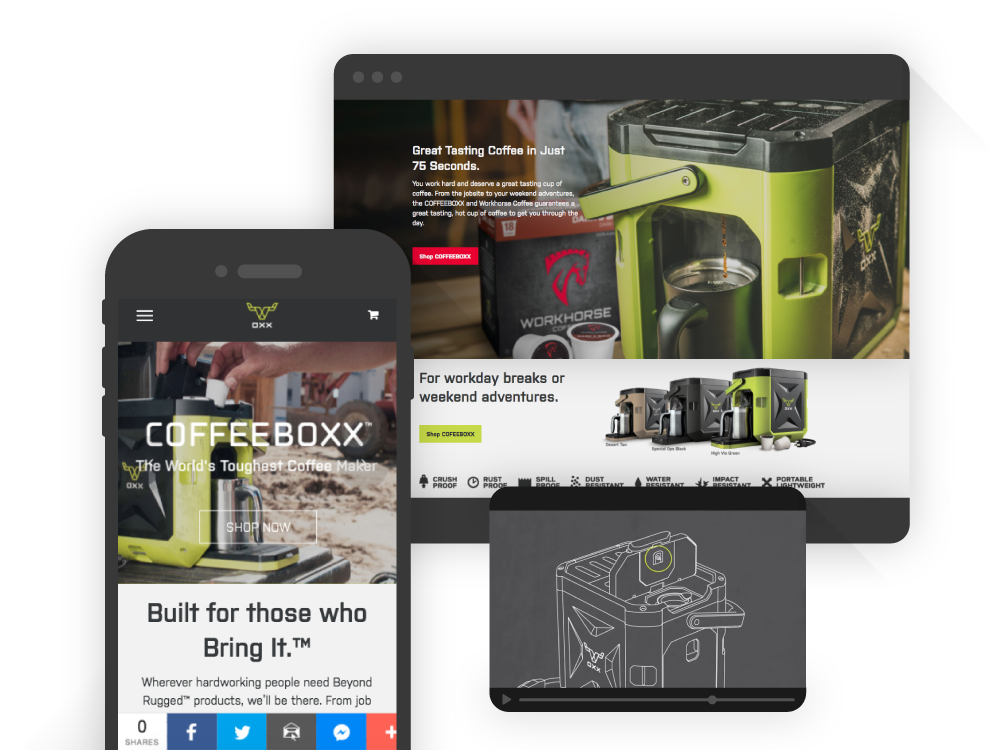 Great Tasting Coffee in Just
75 Seconds.
You work hard and deserve a great tasting cup of
coffee. From the jobsite to your weekend adventures,
the COFFEEBOXX and Workhorse Coffee guarantees a
great tasting, hot cup of coffee to get you through the
day.
Shop COFFEEBOXX
18
WORKHORSE
OXX
For workday breaks or
weekend adventures.
Shop COFFEEBOXX
Desert Tan
Special Ops Black
High Viz Green
CRUSH
PROOF
RUST
PROOF
SPILL
PROOF
DUST
RESISTANT
WATER
RESISTANT
IMPACT
RESISTANT
PORTABLE
LIGHTWEIGHT
OXX
COFFEEBOXX™
The World's Toughest Coffee Maker
OXX
SHOP NOW
Built for those who
Bring It.™
Wherever hardworking people need Beyond
Rugged™ products, we'll be there. From job
0
SHARES
OXX